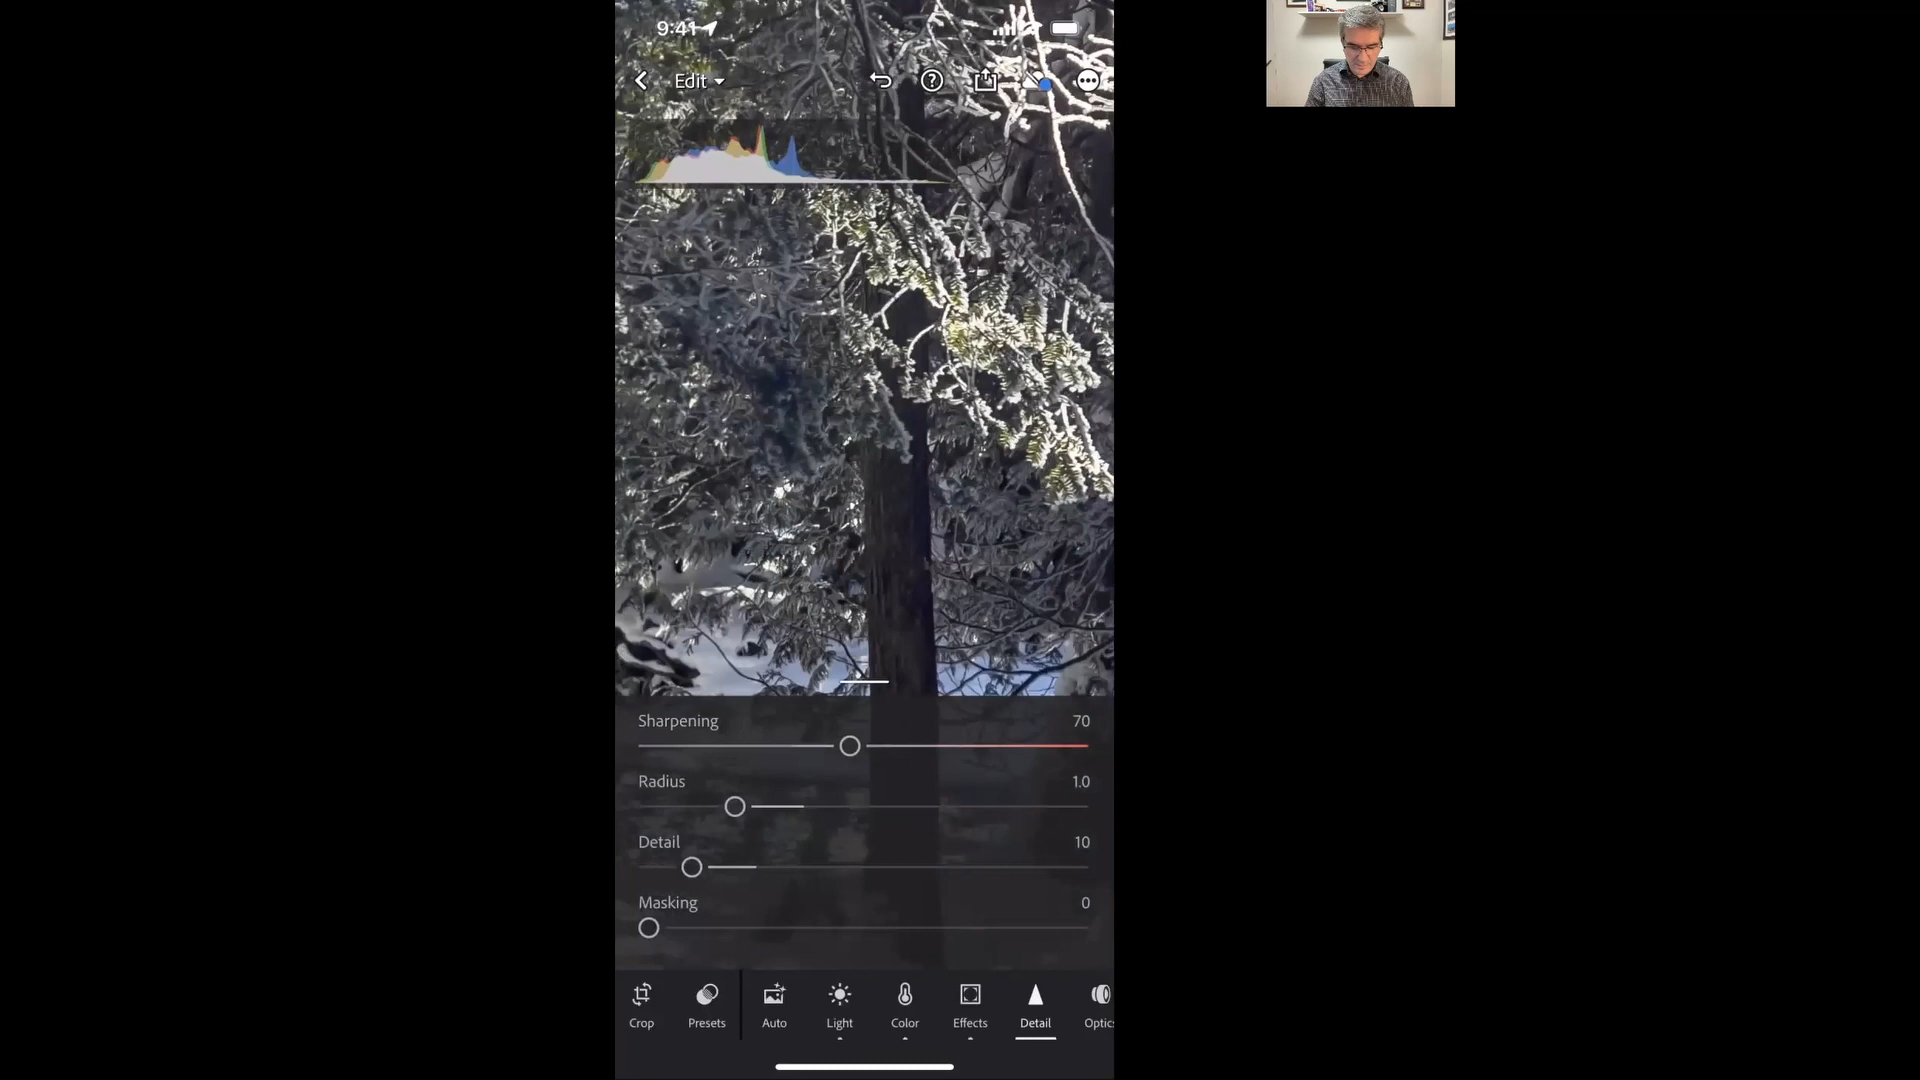 9:41
Edit
Sharpening 70
Radius 1.0
Detail 10
Masking 0
Crop Presets Auto Light Color Effects Detail Optics